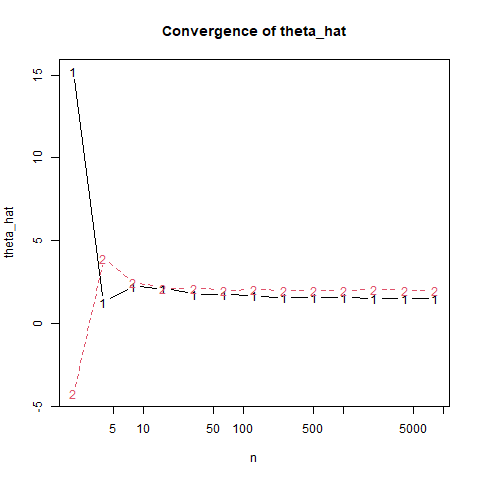 Convergence of theta_hat
theta_hat
15
10
5
0
-5
1 1 1 1 1 1 1 1 1 1 1 1 1
2 2 2 2 2 2 2 2 2 2 2 2 2
5 10 50 100 500 5000
n